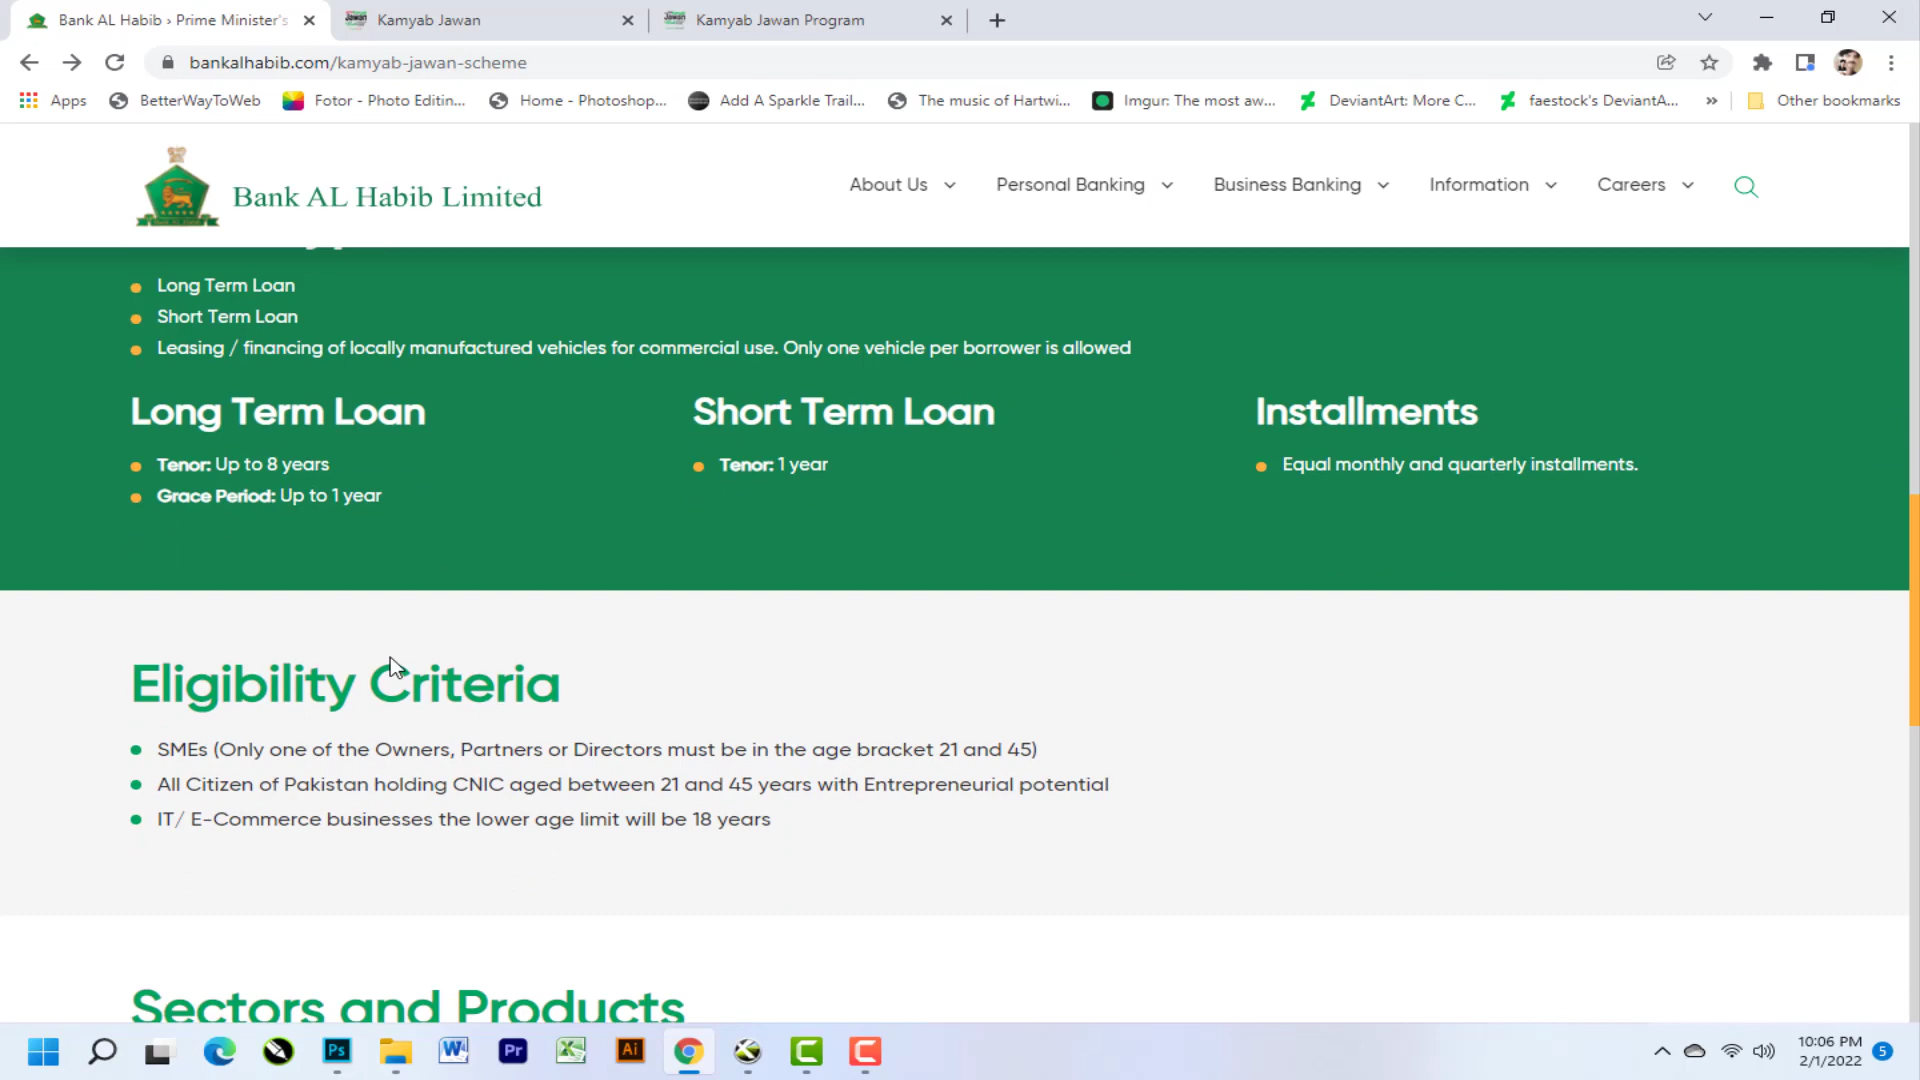 Bank AL Habib › Prime Minister's
Kamyab Jawan
Kamyab Jawan Program
bankalhabib.com/kamyab-jawan-scheme
Apps
BetterWayToWeb
Fotor - Photo Editin...
Home - Photoshop...
Add A Sparkle Trail...
The music of Hartwi...
Imgur: The most aw...
DeviantArt: More C...
faestock's DeviantA...
»
Other bookmarks
Bank AL Habib Limited
About Us
Personal Banking
Business Banking
Information
Careers
Long Term Loan
Short Term Loan
Leasing / financing of locally manufactured vehicles for commercial use. Only one vehicle per borrower is allowed
Long Term Loan
Tenor: Up to 8 years
Grace Period: Up to 1 year
Short Term Loan
Tenor: 1 year
Installments
Equal monthly and quarterly installments.
Eligibility Criteria
SMEs (Only one of the Owners, Partners or Directors must be in the age bracket 21 and 45)
All Citizen of Pakistan holding CNIC aged between 21 and 45 years with Entrepreneurial potential
IT/ E-Commerce businesses the lower age limit will be 18 years
Sectors and Products
Ps
W
Pr
X
Ai
10:06 PM
2/1/2022
5